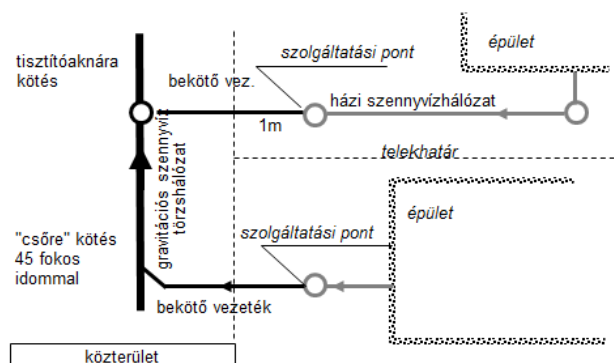 tisztítóaknára
kötés
bekötő vez.
szolgáltatási pont
épület
házi szennyvízhálózat
1m
gravitációs szennyvíz
törzshálózat
telekhatár
"csőre" kötés
45 fokos
idommal
szolgáltatási pont
épület
bekötő vezeték
közterület